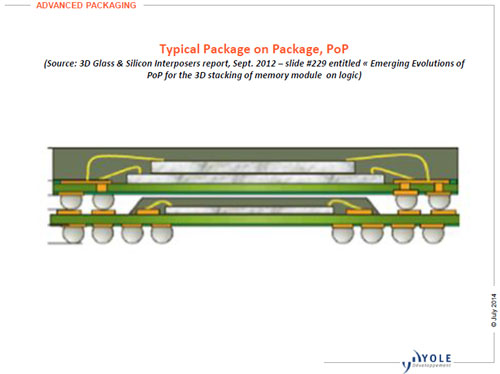 ADVANCED PACKAGING
Typical Package on Package, PoP
(Source: 3D Glass & Silicon Interposers report, Sept. 2012 – slide #229 entitled « Emerging Evolutions of
PoP for the 3D stacking of memory module on logic)
© July 2014
YOLE
Développement